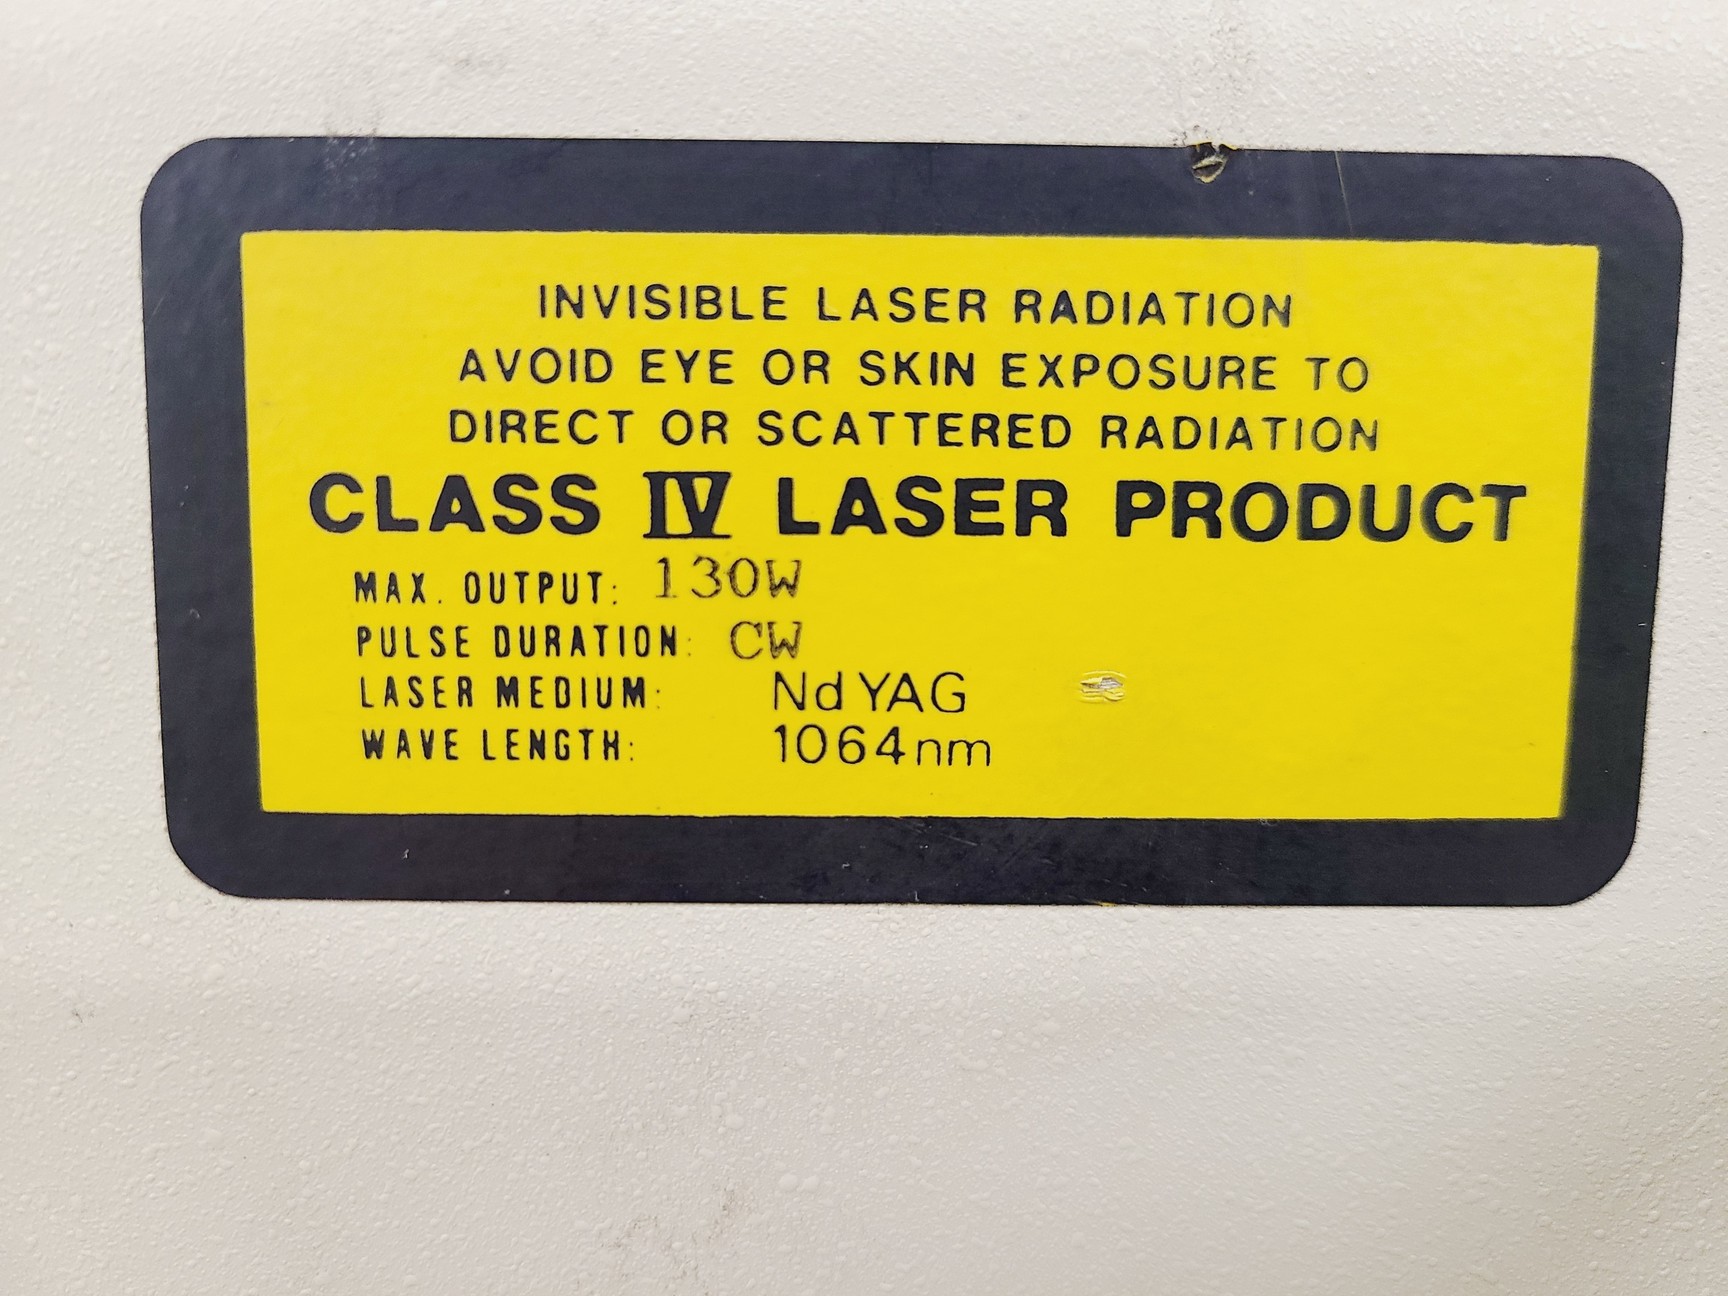 INVISIBLE LASER RADIATION
AVOID EYE OR SKIN EXPOSURE TO
DIRECT OR SCATTERED RADIATION
CLASS IV LASER PRODUCT
MAX. OUTPUT: 130W
PULSE DURATION: CW
LASER MEDIUM: Nd YAG
WAVE LENGTH: 1064nm